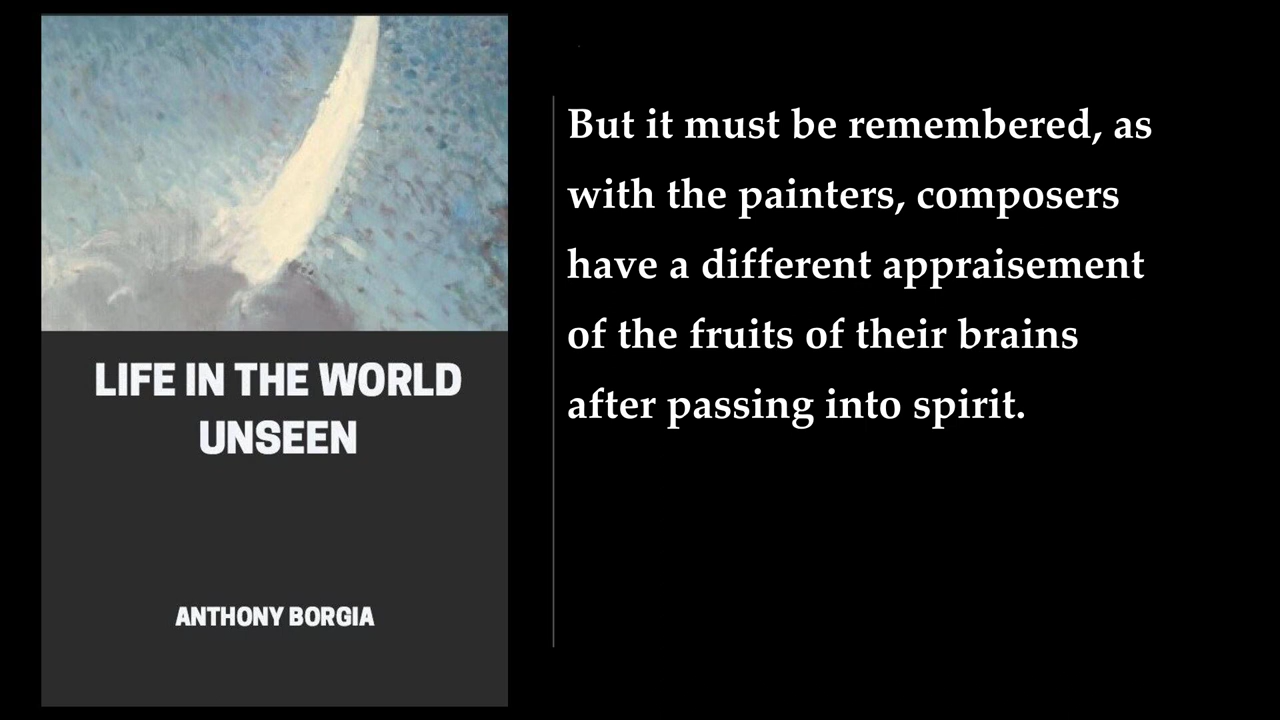 LIFE IN THE WORLD
UNSEEN
ANTHONY BORGIA
But it must be remembered, as
with the painters, composers
have a different appraisement
of the fruits of their brains
after passing into spirit.